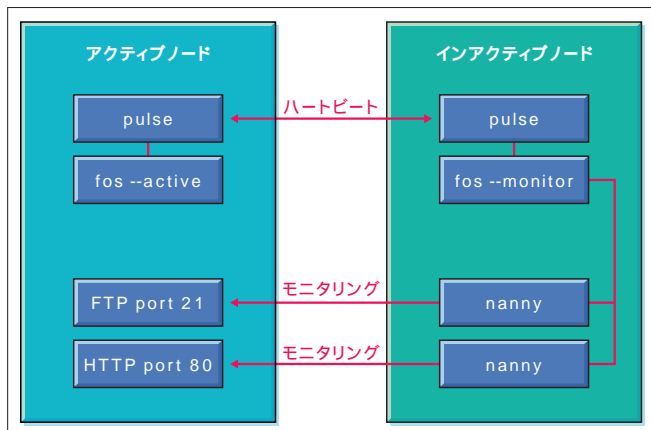 アクティブノード
インアクティブノード
pulse
ハートビート
pulse
fos --active
fos --monitor
FTP port 21
モニタリング
nanny
HTTP port 80
モニタリング
nanny